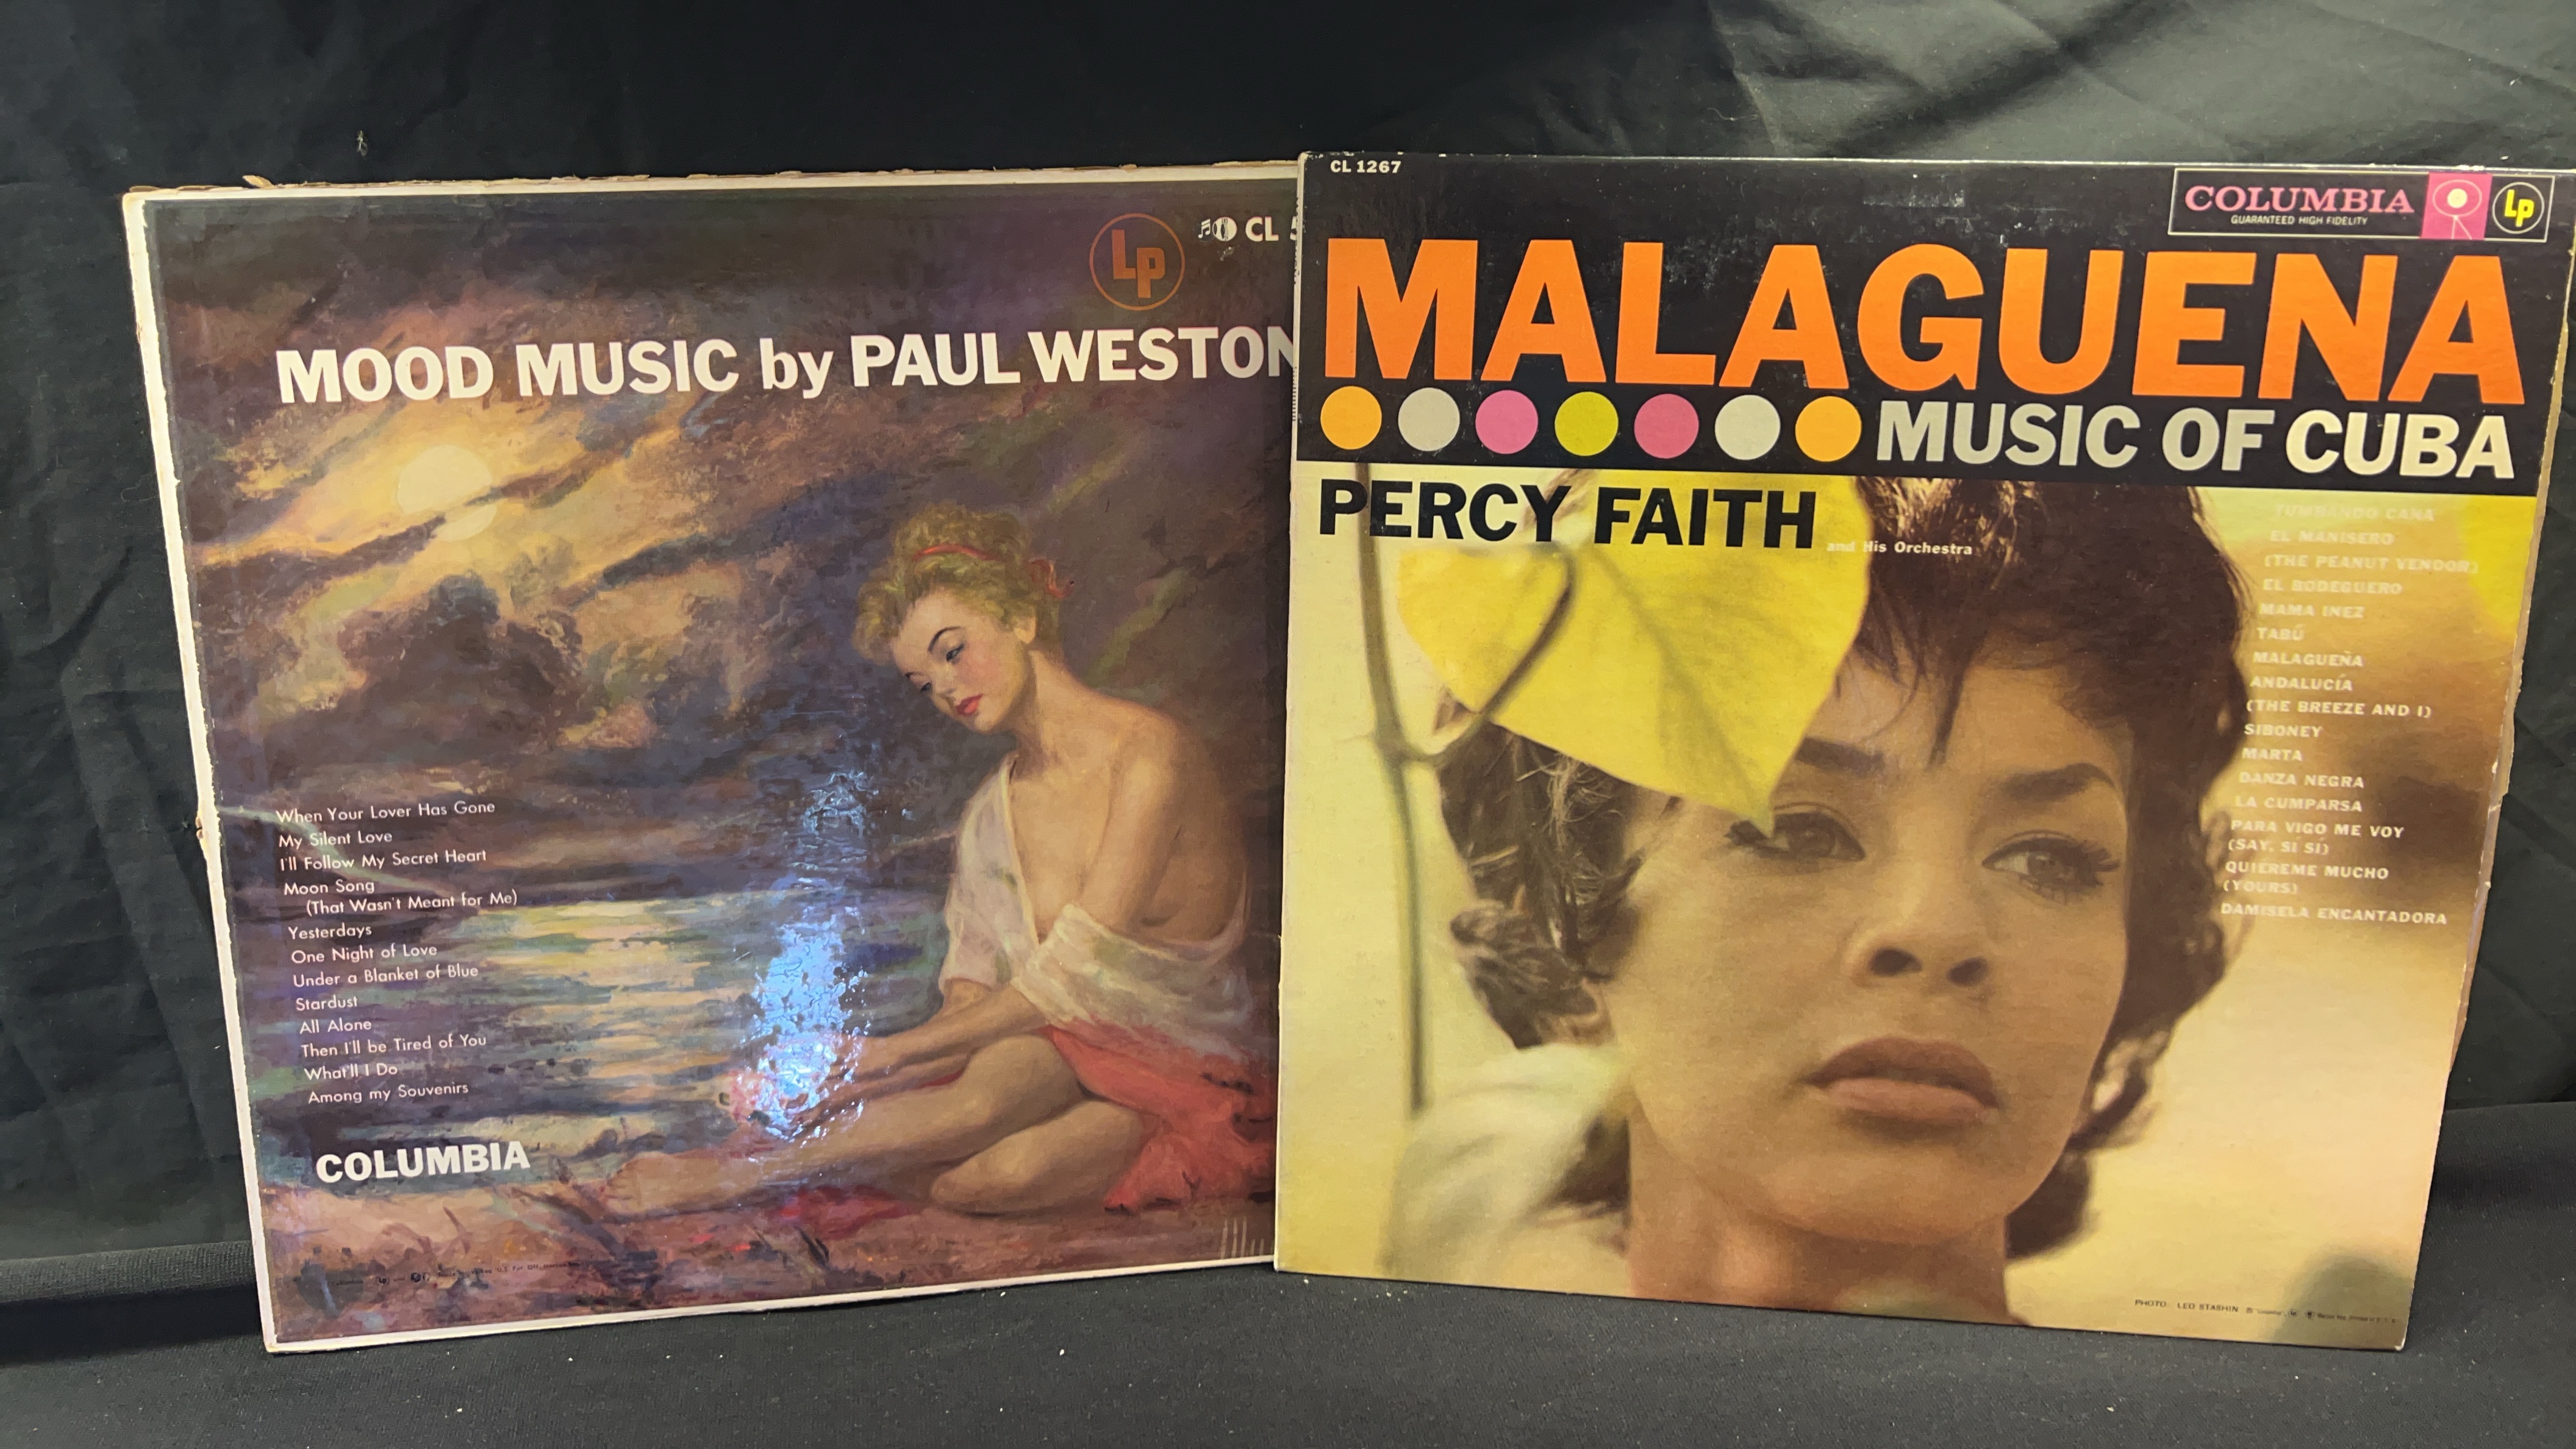 Lp
CL
MOOD MUSIC by PAUL WESTON
When Your Lover Has Gone
My Silent Love
I'll Follow My Secret Heart
Moon Song
(That Wasn't Meant for Me)
Yesterdays
One Night of Love
Under a Blanket of Blue
Stardust
All Alone
Then I'll be Tired of You
What'll I Do
Among my Souvenirs
COLUMBIA
CL 1267
COLUMBIA
GUARANTEED HIGH FIDELITY
Lp
MALAGUENA
MUSIC OF CUBA
PERCY FAITH
and His Orchestra
TUMBANDO CANA
EL MANISERO
(THE PEANUT VENDOR)
EL BODEGUERO
MAMA INEZ
TABÚ
MALAGUEÑA
ANDALUCÍA
(THE BREEZE AND I)
SIBONEY
MARTA
DANZA NEGRA
LA CUMPARSA
PARA VIGO ME VOY
(SAY, SI SÍ)
QUIEREME MUCHO
(YOURS)
DAMISELA ENCANTADORA
PHOTO: LEO STASHIN